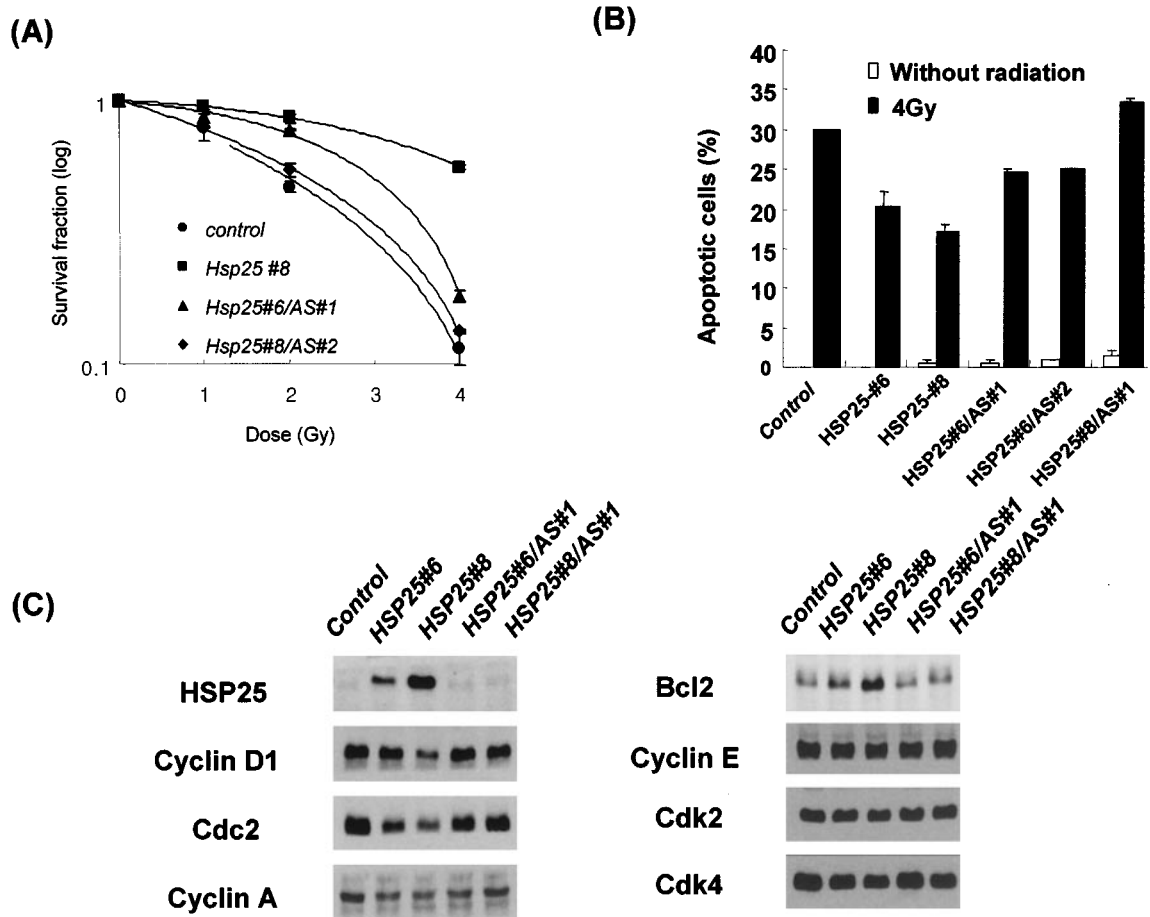 (A)
1
0.1
Survival fraction (log)
control
Hsp25 #8
Hsp25#6/AS#1
Hsp25#8/AS#2
0 1 2 3 4
Dose (Gy)
(B)
40
35
30
25
20
15
10
5
0
Apoptotic cells (%)
Without radiation
4Gy
Control
HSP25-#6
HSP25-#8
HSP25#6/AS#1
HSP25#6/AS#2
HSP25#8/AS#1
(C)
Control
HSP25#6
HSP25#8
HSP25#6/AS#1
HSP25#8/AS#1
HSP25
Cyclin D1
Cdc2
Cyclin A
Control
HSP25#6
HSP25#8
HSP25#6/AS#1
HSP25#8/AS#1
Bcl2
Cyclin E
Cdk2
Cdk4